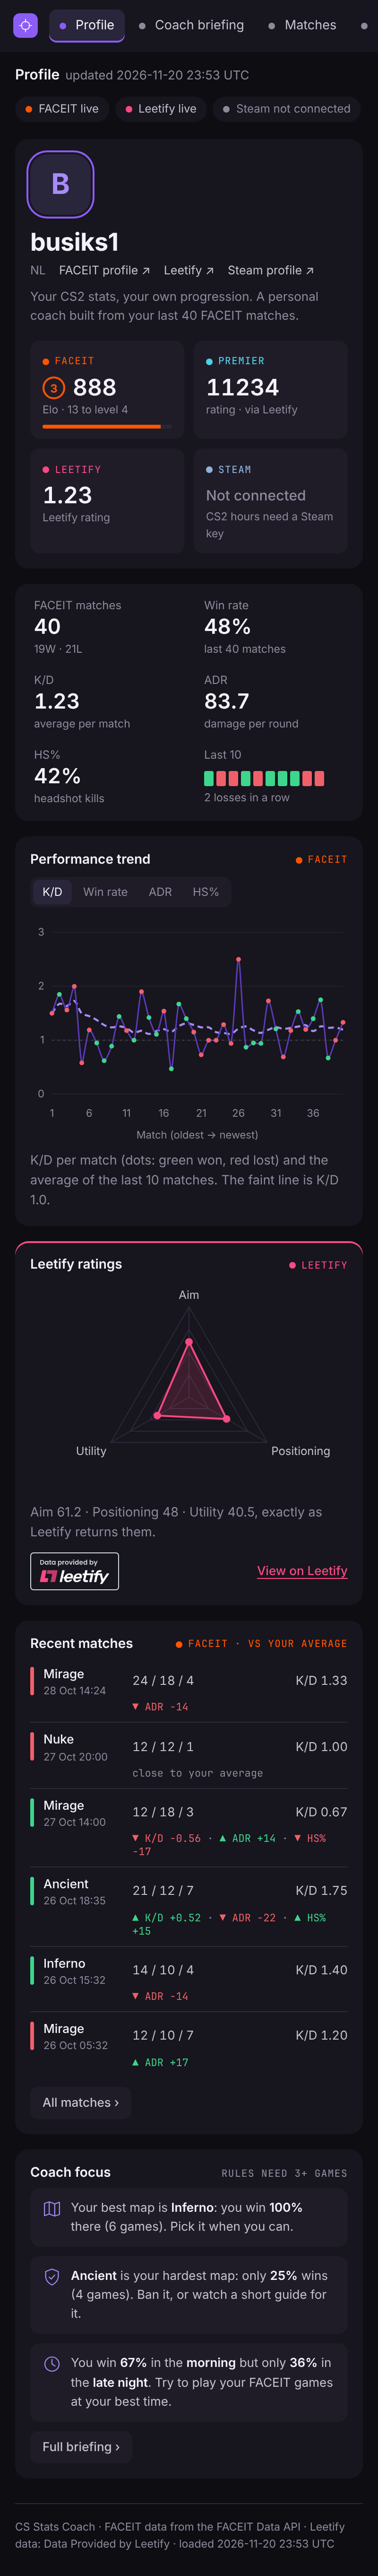 Profile
Coach briefing
Matches
Profile updated 2026-11-20 23:53 UTC
FACEIT live
Leetify live
Steam not connected
B
busiks1
NL FACEIT profile ↗ Leetify ↗ Steam profile ↗
Your CS2 stats, your own progression. A personal
coach built from your last 40 FACEIT matches.
FACEIT
3 888
Elo · 13 to level 4
PREMIER
11234
rating · via Leetify
LEETIFY
1.23
Leetify rating
STEAM
Not connected
CS2 hours need a Steam
key
FACEIT matches
40
19W · 21L
Win rate
48%
last 40 matches
K/D
1.23
average per match
ADR
83.7
damage per round
HS%
42%
headshot kills
Last 10
2 losses in a row
Performance trend
FACEIT
K/D Win rate ADR HS%
3
2
1
0
1 6 11 16 21 26 31 36
Match (oldest → newest)
K/D per match (dots: green won, red lost) and the
average of the last 10 matches. The faint line is K/D
1.0.
Leetify ratings
LEETIFY
Aim
Utility
Positioning
Aim 61.2 · Positioning 48 · Utility 40.5, exactly as
Leetify returns them.
Data provided by
leetify
View on Leetify
Recent matches
FACEIT · VS YOUR AVERAGE
Mirage
28 Oct 14:24
24 / 18 / 4
K/D 1.33
▼ ADR -14
Nuke
27 Oct 20:00
12 / 12 / 1
K/D 1.00
close to your average
Mirage
27 Oct 14:00
12 / 18 / 3
K/D 0.67
▼ K/D -0.56 · ▲ ADR +14 · ▼ HS%
-17
Ancient
26 Oct 18:35
21 / 12 / 7
K/D 1.75
▲ K/D +0.52 · ▼ ADR -22 · ▲ HS%
+15
Inferno
26 Oct 15:32
14 / 10 / 4
K/D 1.40
▼ ADR -14
Mirage
26 Oct 05:32
12 / 10 / 7
K/D 1.20
▲ ADR +17
All matches ›
Coach focus
RULES NEED 3+ GAMES
Your best map is Inferno: you win 100%
there (6 games). Pick it when you can.
Ancient is your hardest map: only 25% wins
(4 games). Ban it, or watch a short guide for
it.
You win 67% in the morning but only 36% in
the late night. Try to play your FACEIT games
at your best time.
Full briefing ›
CS Stats Coach · FACEIT data from the FACEIT Data API · Leetify
data: Data Provided by Leetify · loaded 2026-11-20 23:53 UTC